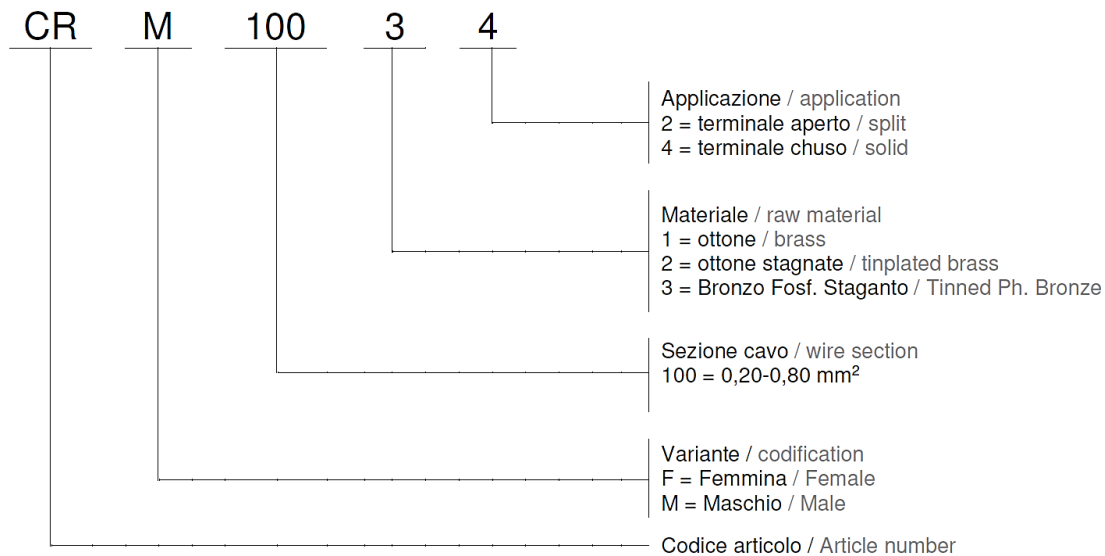 CR M 100 3 4
Applicazione / application
2 = terminale aperto / split
4 = terminale chuso / solid
Materiale / raw material
1 = ottone / brass
2 = ottone stagnate / tinplated brass
3 = Bronzo Fosf. Staganto / Tinned Ph. Bronze
Sezione cavo / wire section
100 = 0,20-0,80 mm²
Variante / codification
F = Femmina / Female
M = Maschio / Male
Codice articolo / Article number